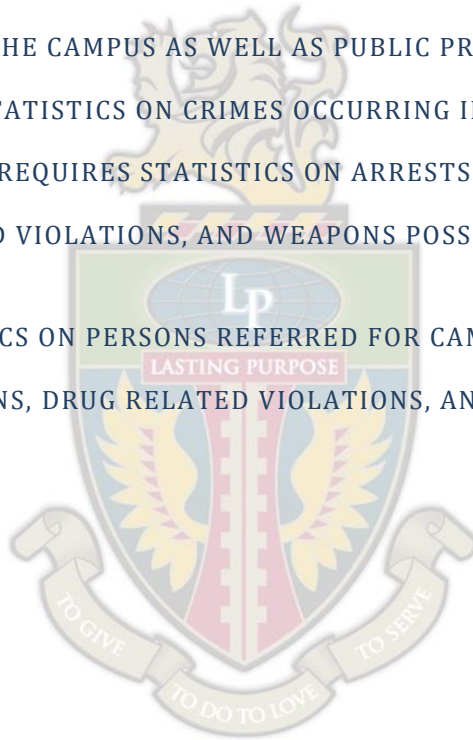 HE CAMPUS AS WELL AS PUBLIC PR
TATISTICS ON CRIMES OCCURRING I
REQUIRES STATISTICS ON ARRESTS
D VIOLATIONS, AND WEAPONS POSS
LP
ICS ON PERSONS REFERRED FOR CAM
LASTING PURPOSE
NS, DRUG RELATED VIOLATIONS, AN
TO GIVE
TO DO TO LOVE
TO SERVE